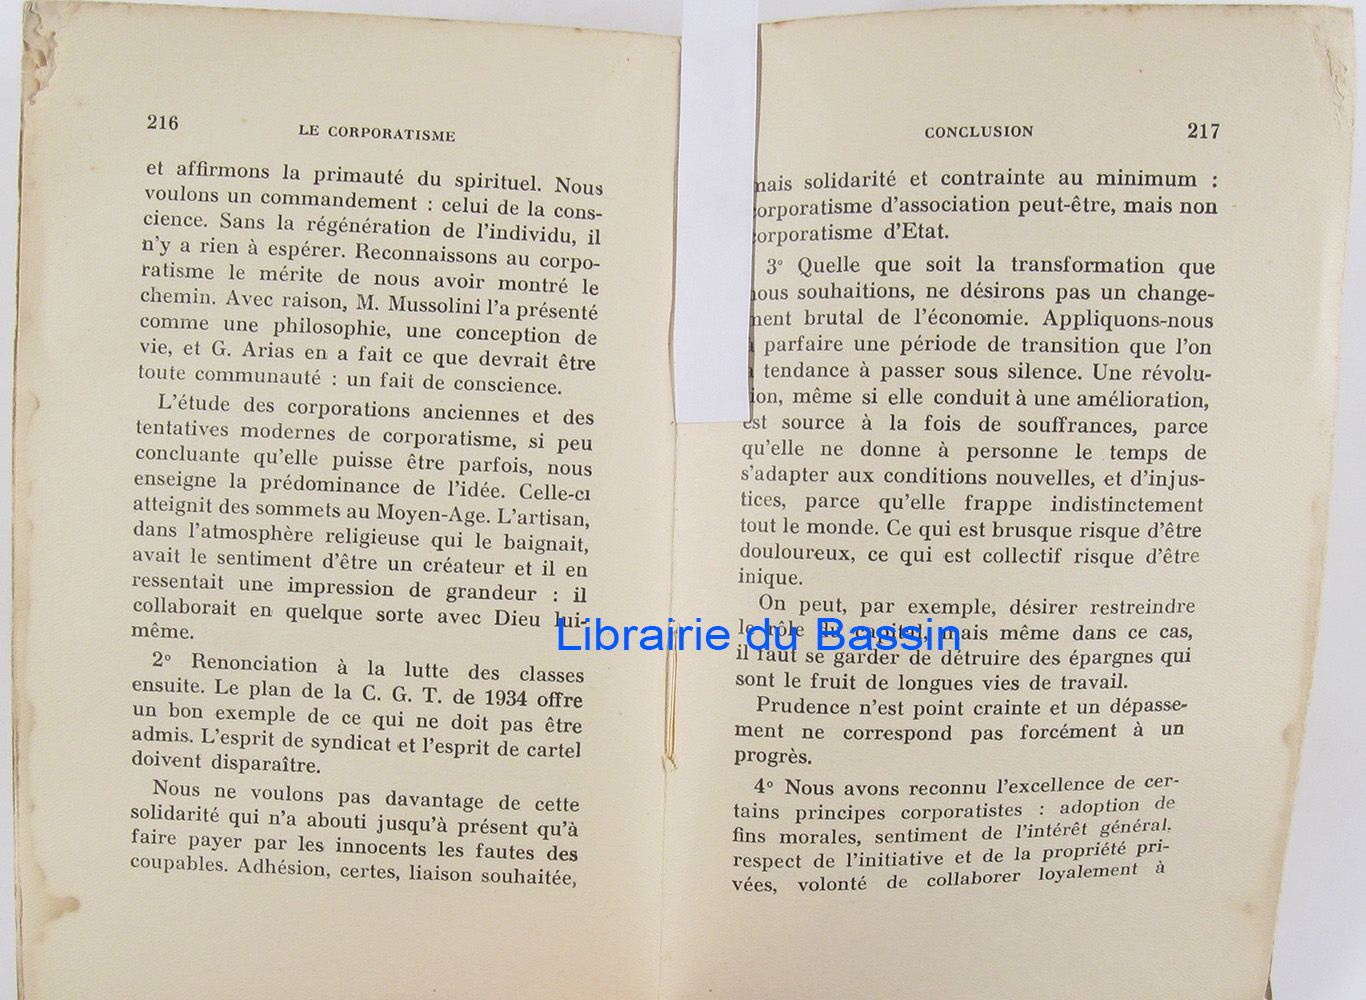 216
LE CORPORATISME
et affirmons la primauté du spirituel. Nous
voulons un commandement : celui de la cons-
cience. Sans la régénération de l'individu, il
n'y a rien à espérer. Reconnaissons au corpo-
ratisme le mérite de nous avoir montré le
chemin. Avec raison, M. Mussolini l'a présenté
comme une philosophie, une conception de
vie, et G. Arias en a fait ce que devrait être
toute communauté : un fait de conscience.
L'étude des corporations anciennes et des
tentatives modernes de corporatisme, si peu
concluante qu'elle puisse être parfois, nous
enseigne la prédominance de l'idée. Celle-ci
atteignit des sommets au Moyen-Age. L'artisan,
dans l'atmosphère religieuse qui le baignait,
avait le sentiment d'être un créateur et il en
ressentait une impression de grandeur : il
collaborait en quelque sorte avec Dieu lui-
même.
2° Renonciation à la lutte des classes
ensuite. Le plan de la C. G. T. de 1934 offre
un bon exemple de ce qui ne doit pas être
admis. L'esprit de syndicat et l'esprit de cartel
doivent disparaître.
Nous ne voulons pas davantage de cette
solidarité qui n'a abouti jusqu'à présent qu'à
faire payer par les innocents les fautes des
coupables. Adhésion, certes, liaison souhaitée,
CONCLUSION
217
mais solidarité et contrainte au minimum :
corporatisme d'association peut-être, mais non
corporatisme d'Etat.
3° Quelle que soit la transformation que
nous souhaitions, ne désirons pas un change-
ment brutal de l'économie. Appliquons-nous
à parfaire une période de transition que l'on
a tendance à passer sous silence. Une révolu-
tion, même si elle conduit à une amélioration,
est source à la fois de souffrances, parce
qu'elle ne donne à personne le temps de
s'adapter aux conditions nouvelles, et d'injus-
tices, parce qu'elle frappe indistinctement
tout le monde. Ce qui est brusque risque d'être
douloureux, ce qui est collectif risque d'être
inique.
On peut, par exemple, désirer restreindre
le rôle du capital, mais même dans ce cas,
il faut se garder de détruire des épargnes qui
sont le fruit de longues vies de travail.
Prudence n'est point crainte et un dépasse-
ment ne correspond pas forcément à un
progrès.
4° Nous avons reconnu l'excellence de cer-
tains principes corporatistes : adoption de
fins morales, sentiment de l'intérêt général,
respect de l'initiative et de la propriété pri-
vées, volonté de collaborer loyalement à
Librairie du Bassin